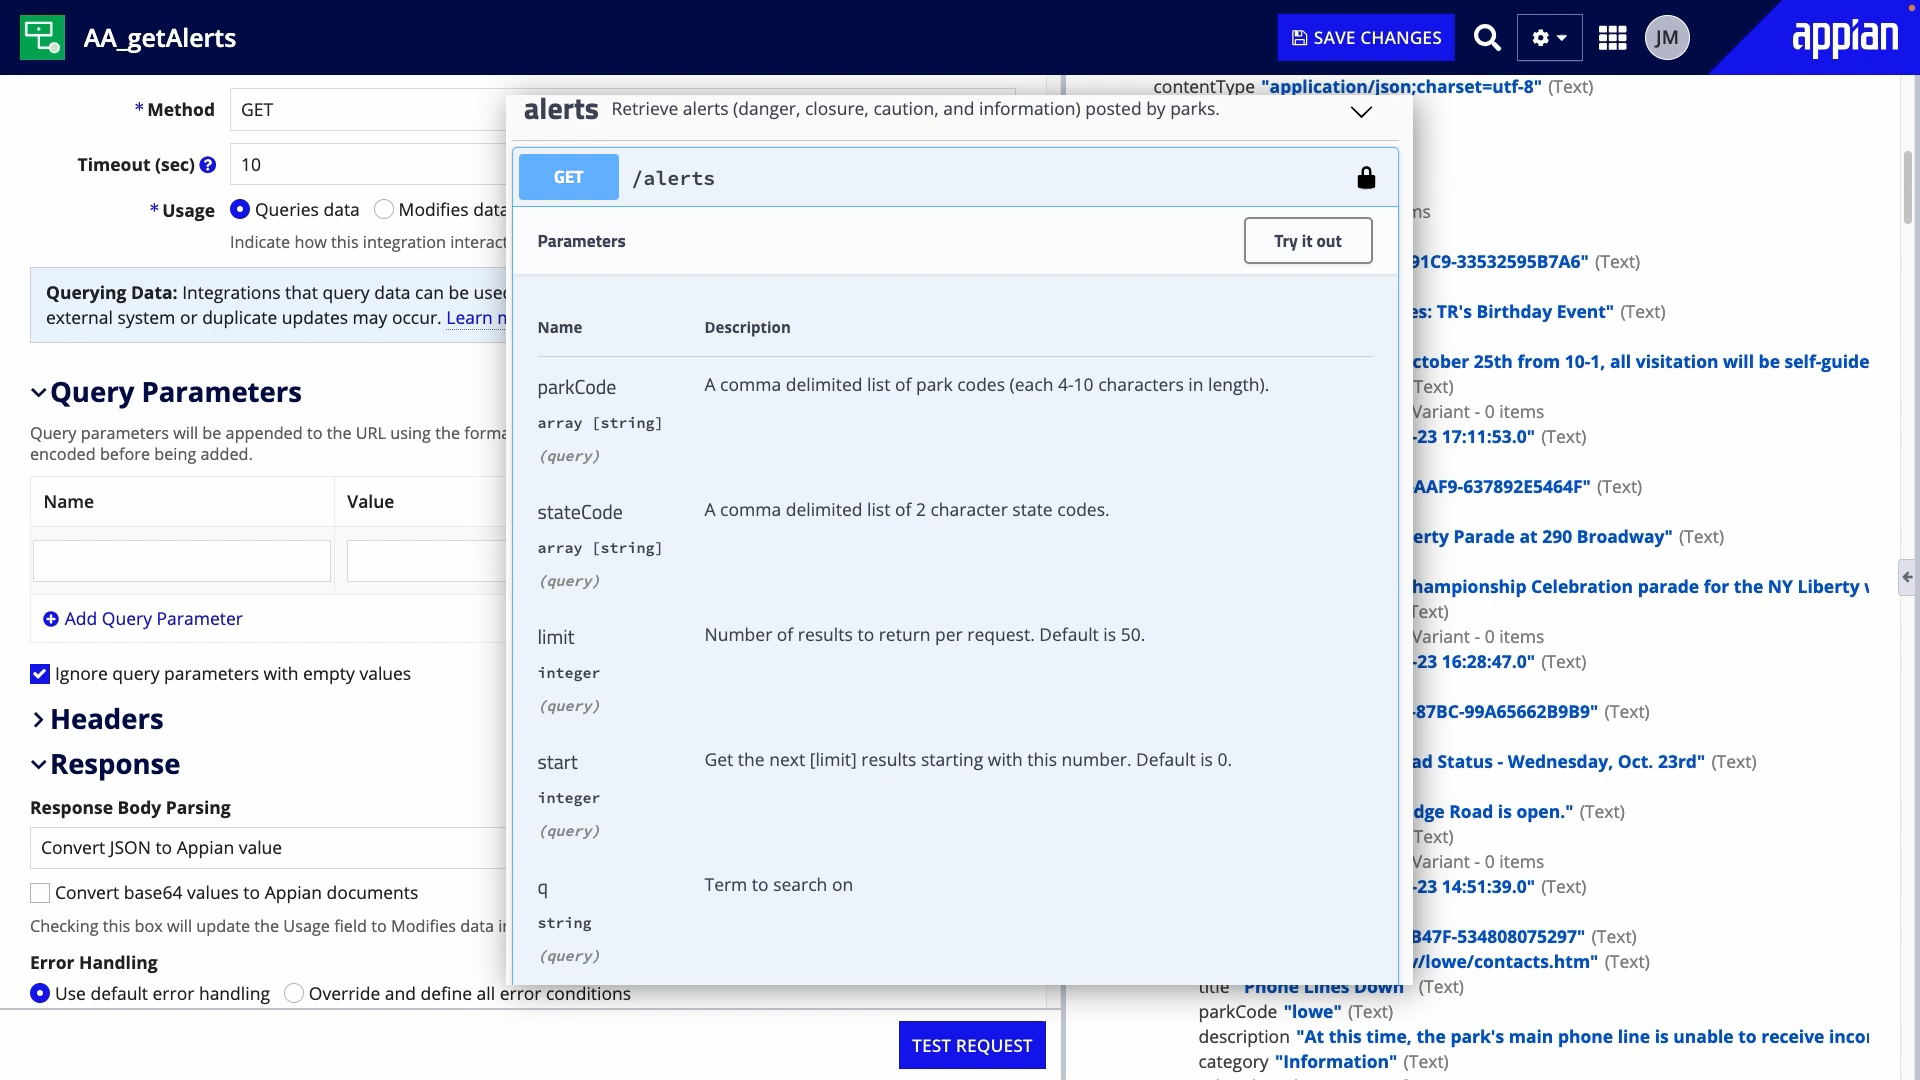 AA_getAlerts
SAVE CHANGES
JM
appian
* Method
GET
Timeout (sec)
10
* Usage
Queries data
Modifies data
Indicate how this integration interact
Querying Data: Integrations that query data can be used
external system or duplicate updates may occur. Learn
Query Parameters
Query parameters will be appended to the URL using the
encoded before being added.
Name
Value
Add Query Parameter
Ignore query parameters with empty values
Headers
Response
Response Body Parsing
Convert JSON to Appian value
Convert base64 values to Appian documents
Checking this box will update the Usage field to Modifies data
Error Handling
Use default error handling
Override and define all error conditions
TEST REQUEST
alerts Retrieve alerts (danger, closure, caution, and information) posted by parks.
GET
/alerts
Parameters
Try it out
Name
Description
parkCode
A comma delimited list of park codes (each 4-10 characters in length).
array [string]
(query)
stateCode
A comma delimited list of 2 character state codes.
array [string]
(query)
limit
Number of results to return per request. Default is 50.
integer
(query)
start
Get the next [limit] results starting with this number. Default is 0.
integer
(query)
q
Term to search on
string
(query)
contentType "application/json;charset=utf-8" (Text)
91C9-33532595B7A6" (Text)
TR's Birthday Event" (Text)
25th from 10-1, all visitation will be self-guide
Text)
Variant - 0 items
-23 17:11:53.0" (Text)
AAF9-637892E5464F" (Text)
Parade at 290 Broadway" (Text)
Celebration parade for the NY Liberty
Text)
Variant - 0 items
-23 16:28:47.0" (Text)
-87BC-99A65662B9B9" (Text)
Status - Wednesday, Oct. 23rd" (Text)
Road is open." (Text)
Text)
Variant - 0 items
-23 14:51:39.0" (Text)
B47F-534808075297" (Text)
/lowe/contacts.htm" (Text)
title "Phone Lines Down" (Text)
parkCode "lowe" (Text)
description "At this time, the park's main phone line is unable to receive
category "Information" (Text)